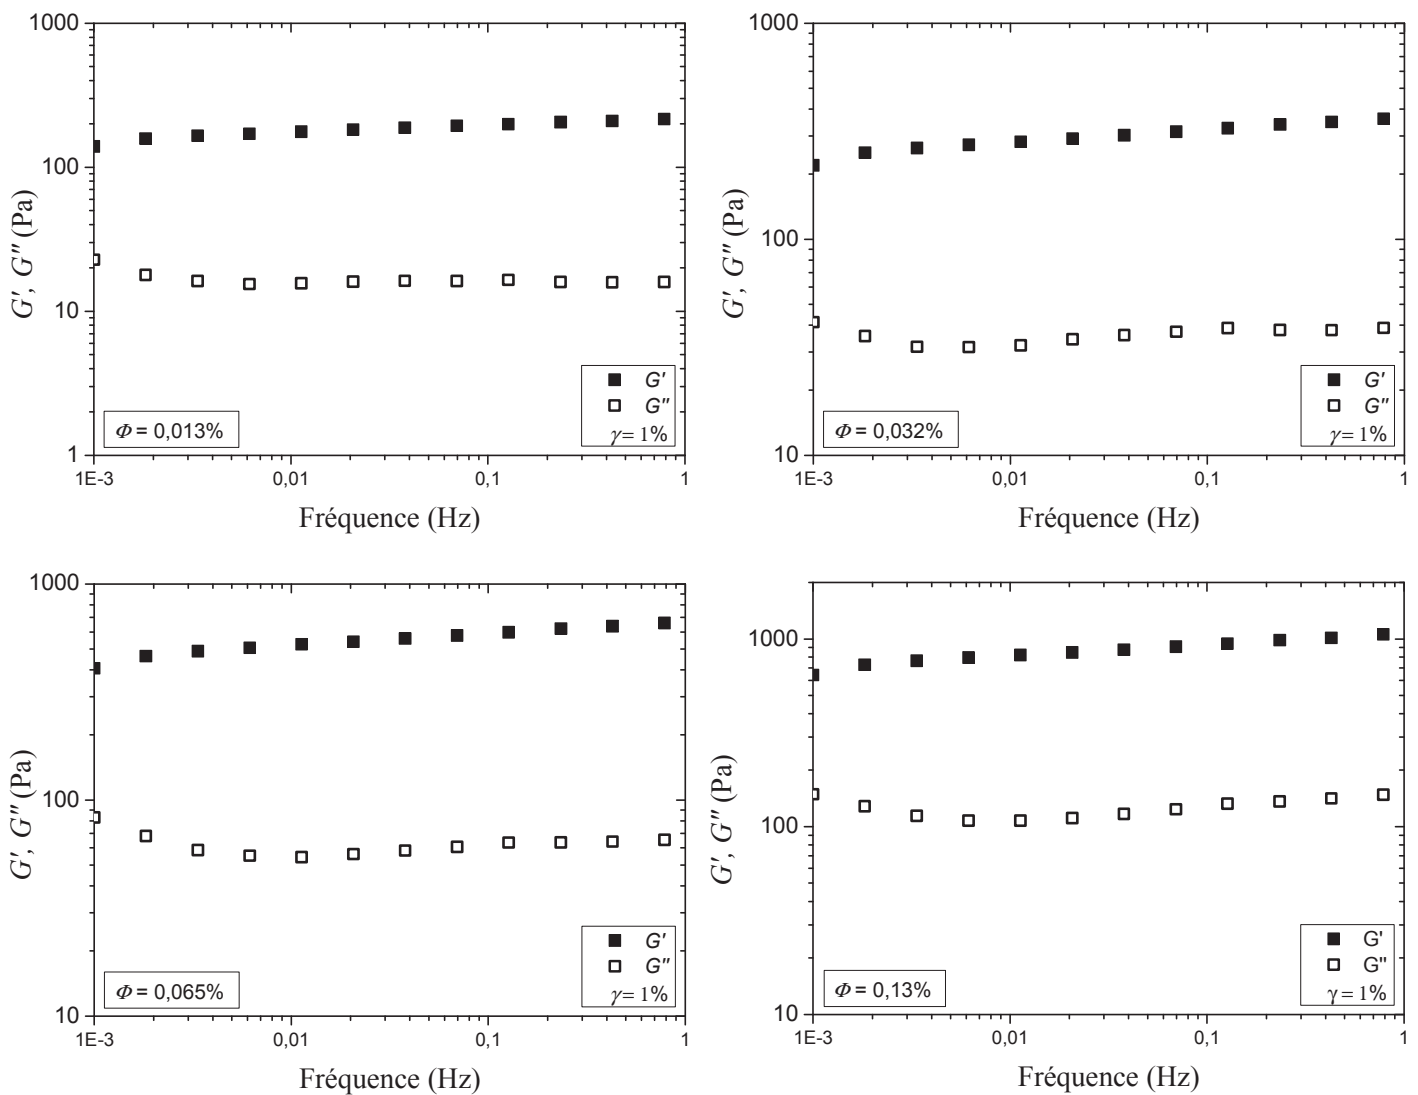 1000
100
10
1
G', G'' (Pa)
G'
G''
γ = 1%
Φ = 0,013%
1E-3 0,01 0,1 1
Fréquence (Hz)
1000
100
10
G', G'' (Pa)
G'
G''
γ = 1%
Φ = 0,032%
1E-3 0,01 0,1 1
Fréquence (Hz)
1000
100
10
G', G'' (Pa)
G'
G''
γ = 1%
Φ = 0,065%
1E-3 0,01 0,1 1
Fréquence (Hz)
1000
100
10
G', G'' (Pa)
G'
G''
γ = 1%
Φ = 0,13%
1E-3 0,01 0,1 1
Fréquence (Hz)